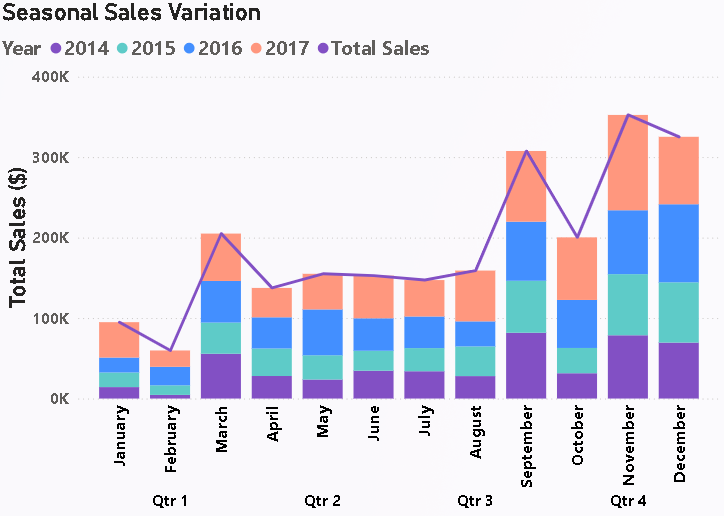 Seasonal Sales Variation
Year 2014 2015 2016 2017 Total Sales
400K
300K
200K
100K
0K
Total Sales ($)
January
February
March
April
May
June
July
August
September
October
November
December
Qtr 1
Qtr 2
Qtr 3
Qtr 4